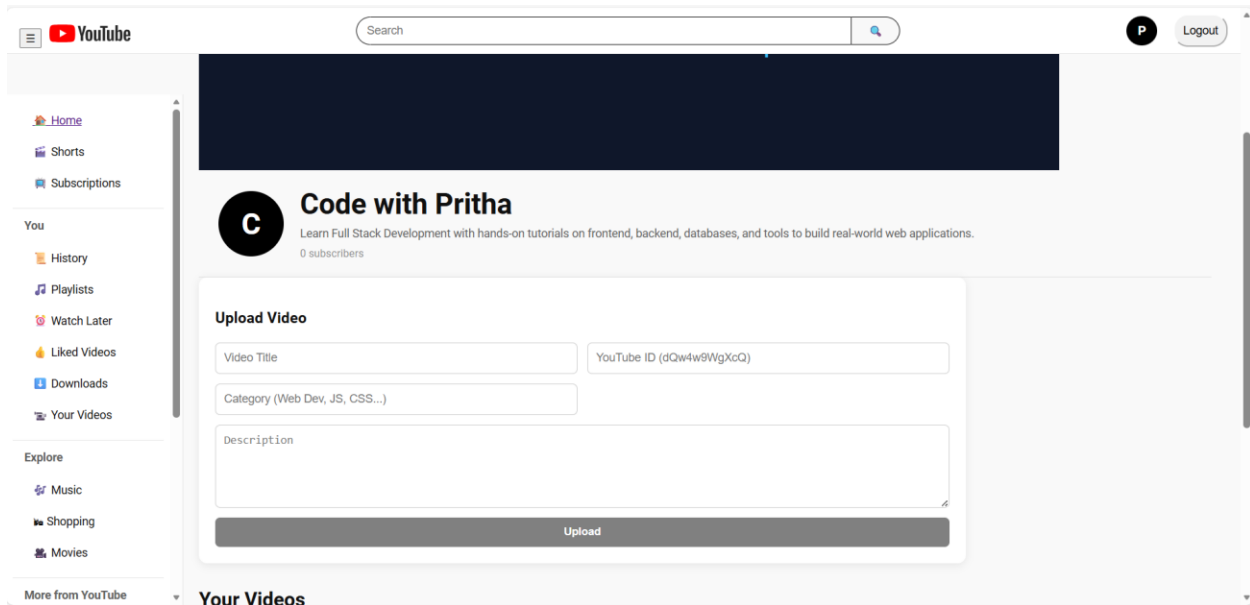 YouTube
Search
P
Logout
Home
Shorts
Subscriptions
You
History
Playlists
Watch Later
Liked Videos
Downloads
Your Videos
Explore
Music
Shopping
Movies
More from YouTube
C
Code with Pritha
Learn Full Stack Development with hands-on tutorials on frontend, backend, databases, and tools to build real-world web applications.
0 subscribers
Upload Video
Video Title
YouTube ID (dQw4w9WgXcQ)
Category (Web Dev, JS, CSS...)
Description
Upload
Your Videos